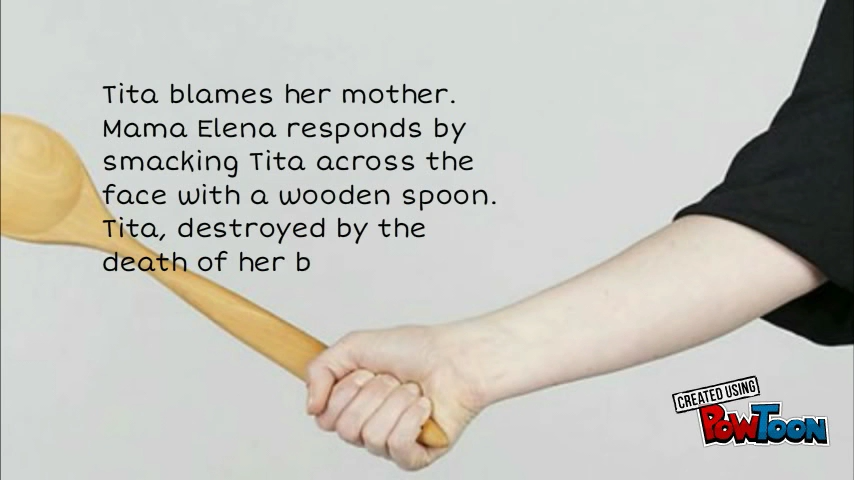 Tita blames her mother.
Mama Elena responds by
smacking Tita across the
face with a wooden spoon.
Tita, destroyed by the
death of her b
CREATED USING
POWTOON